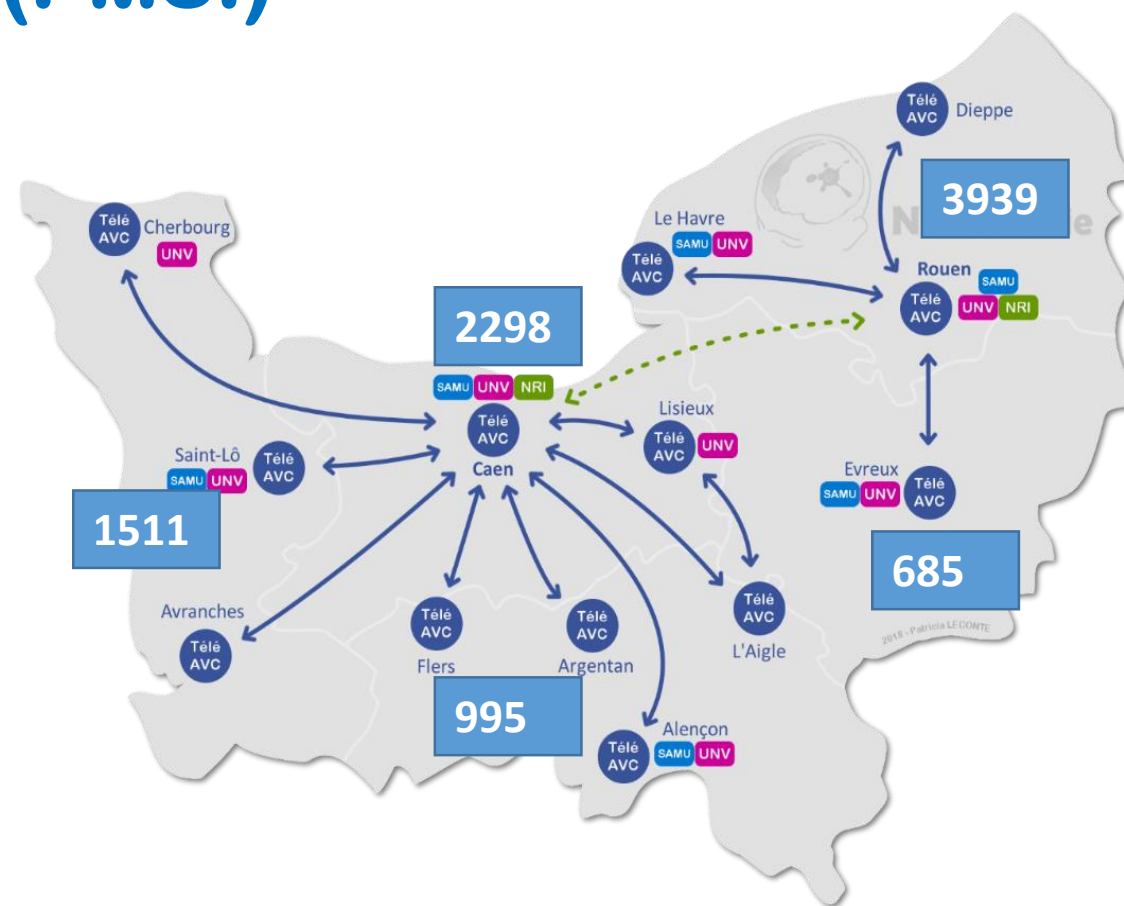 Télé
AVC
Dieppe
3939
Télé
AVC
Cherbourg
UNV
Le Havre
SAMU UNV
Télé
AVC
Rouen
SAMU
Télé
AVC
UNV NRI
2298
SAMU UNV NRI
Télé
AVC
Caen
Lisieux
Télé
AVC
UNV
Saint-Lô
SAMU UNV
Télé
AVC
1511
Evreux
SAMU UNV
Télé
AVC
685
Avranches
Télé
AVC
Télé
AVC
Flers
Télé
AVC
Argentan
Télé
AVC
L'Aigle
2018 - Patricia LECONTE
995
Alençon
Télé
AVC
SAMU UNV